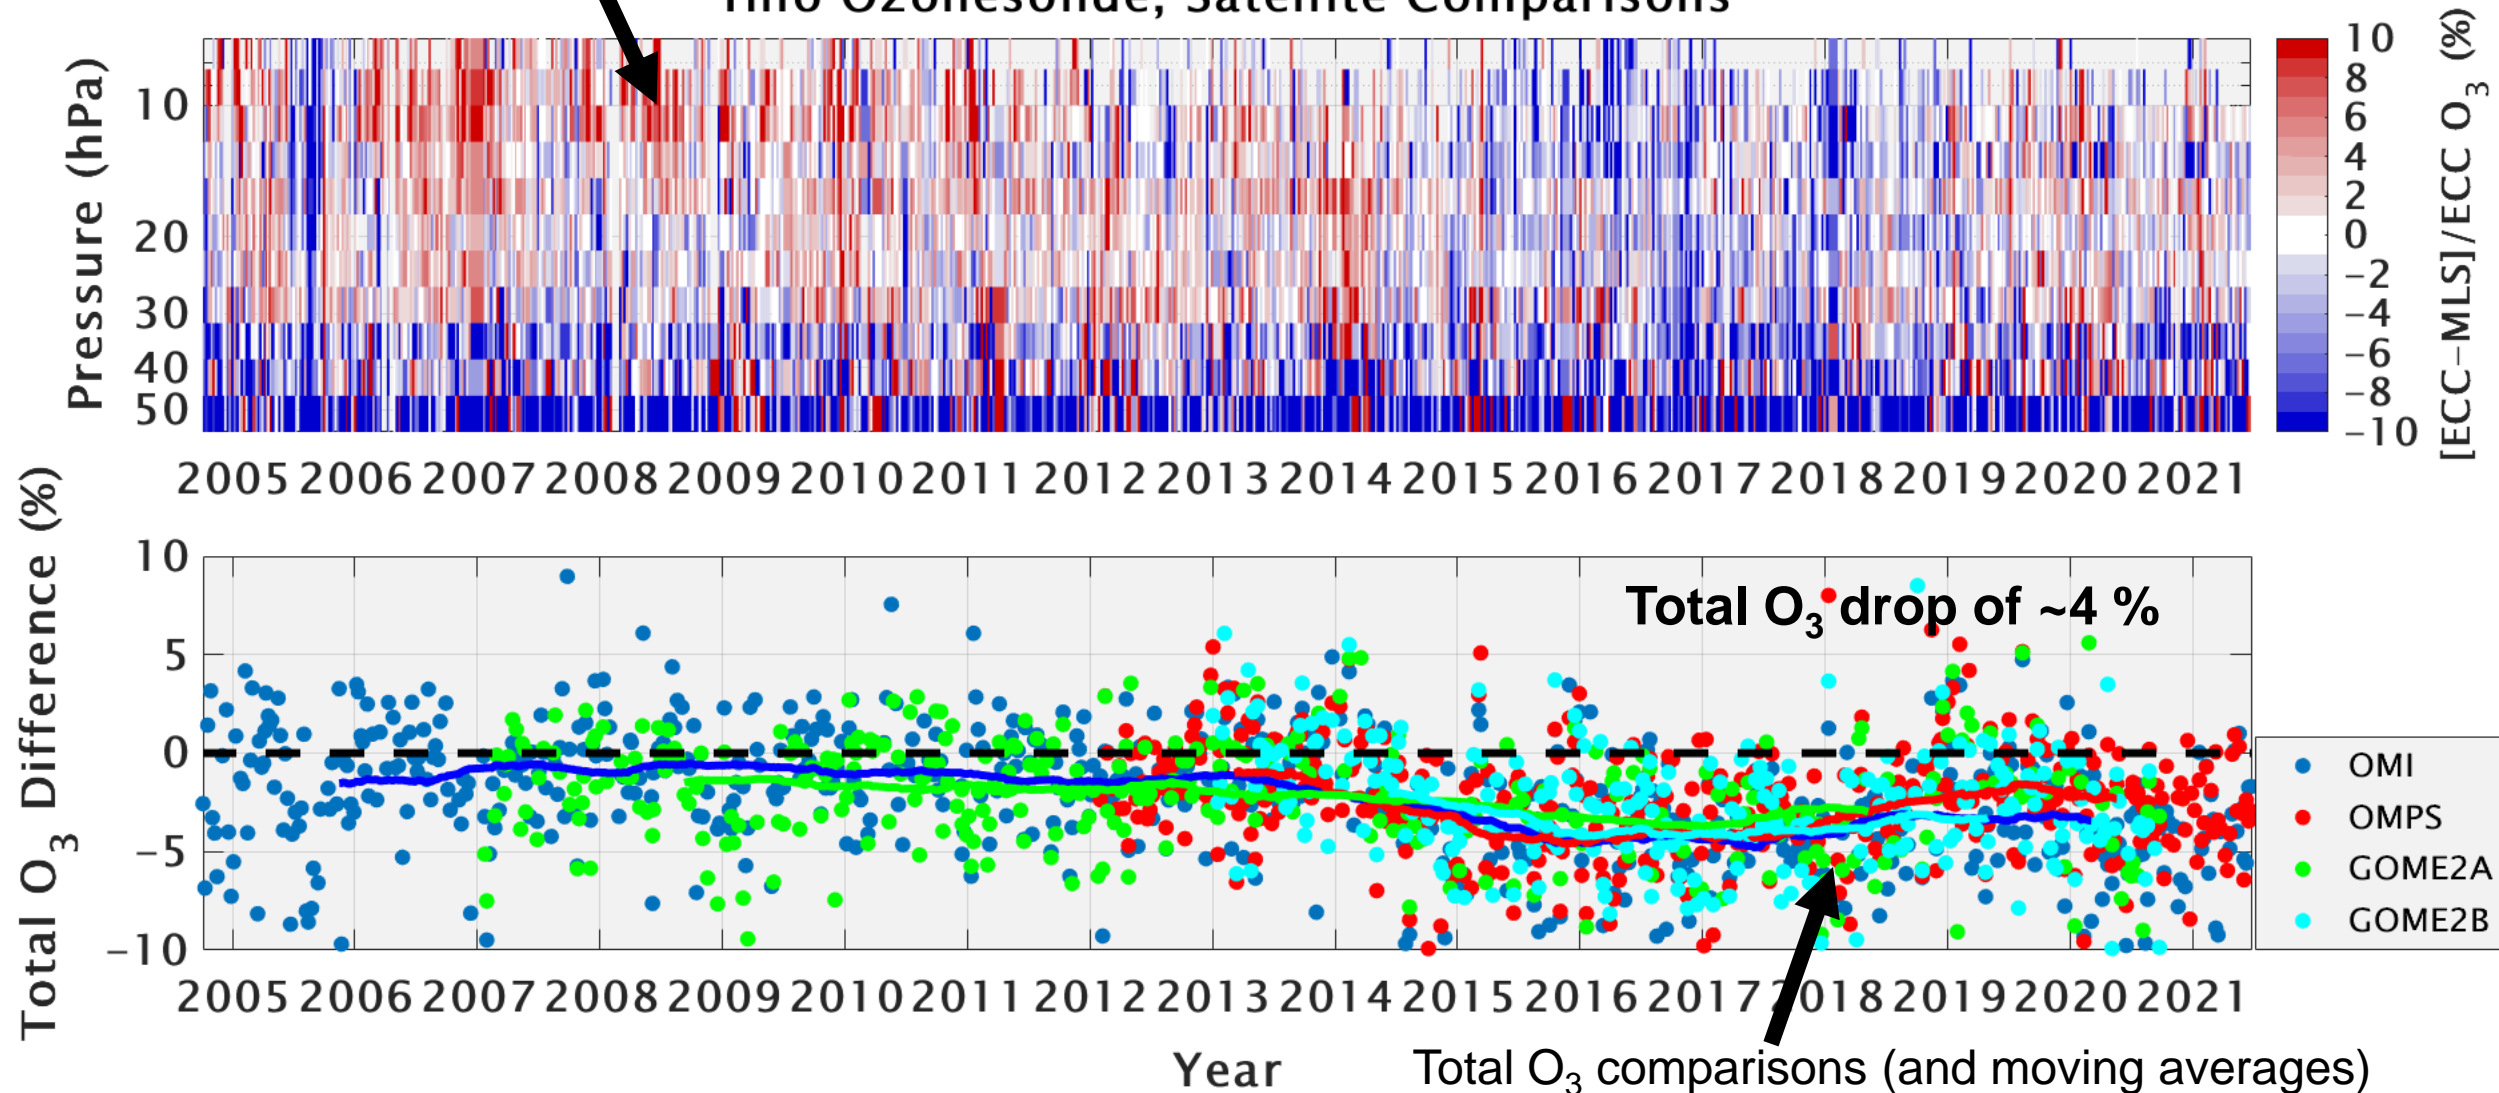 Hilo Ozonesonde, Satellite Comparisons
Pressure (hPa)
10
20
30
40
50
2005 2006 2007 2008 2009 2010 2011 2012 2013 2014 2015 2016 2017 2018 2019 2020 2021
10
8
6
4
2
0
−2
−4
−6
−8
−10
[ECC−MLS]/ECC O3 (%)
Total O3 Difference (%)
10
5
0
−5
−10
Total O3 drop of ~4 %
OMI
OMPS
GOME2A
GOME2B
2005 2006 2007 2008 2009 2010 2011 2012 2013 2014 2015 2016 2017 2018 2019 2020 2021
Year
Total O3 comparisons (and moving averages)